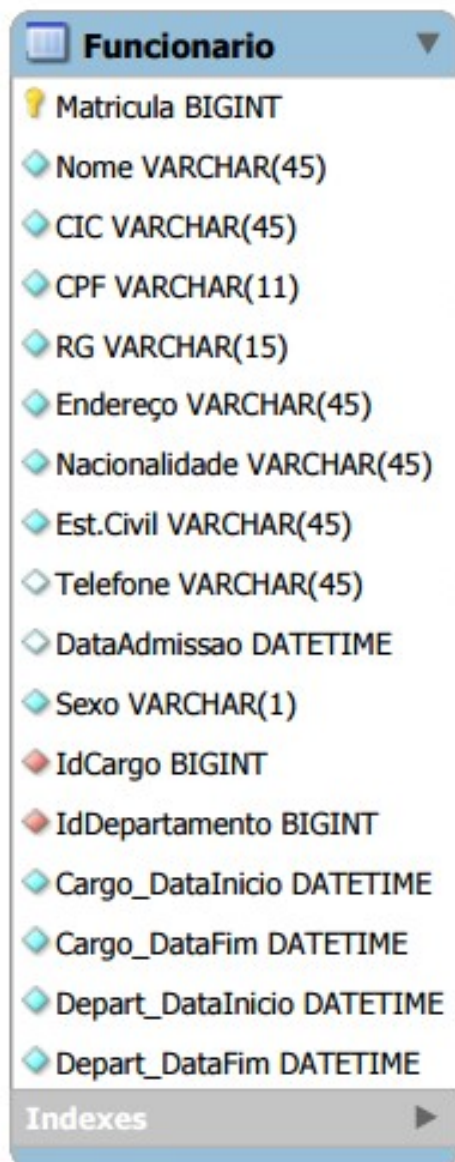 Funcionario
Matricula BIGINT
Nome VARCHAR(45)
CIC VARCHAR(45)
CPF VARCHAR(11)
RG VARCHAR(15)
Endereço VARCHAR(45)
Nacionalidade VARCHAR(45)
Est.Civil VARCHAR(45)
Telefone VARCHAR(45)
DataAdmissao DATETIME
Sexo VARCHAR(1)
IdCargo BIGINT
IdDepartamento BIGINT
Cargo_DataInicio DATETIME
Cargo_DataFim DATETIME
Depart_DataInicio DATETIME
Depart_DataFim DATETIME
Indexes